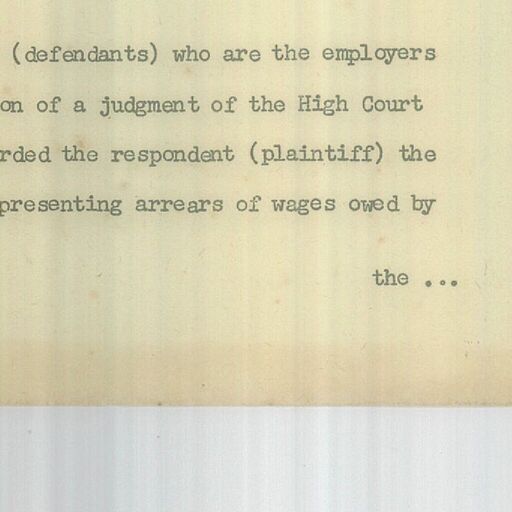 (defendants) who are the employers
on of a judgment of the High Court
rded the respondent (plaintiff) the
presenting arrears of wages owed by
the ...